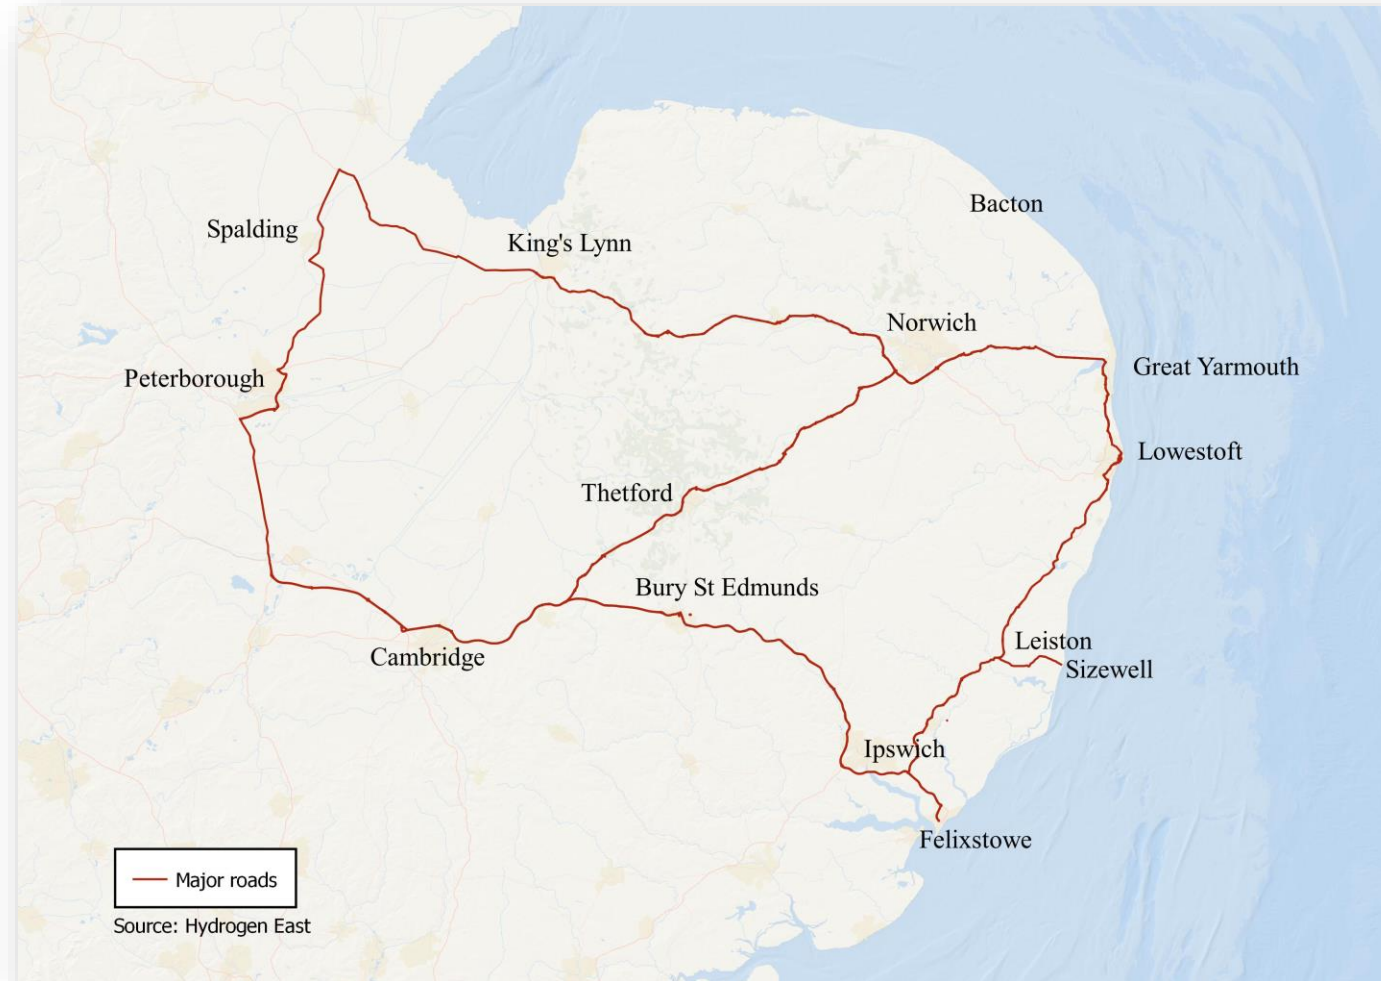 Bacton
Spalding
King's Lynn
Norwich
Great Yarmouth
Peterborough
Lowestoft
Thetford
Bury St Edmunds
Leiston
Cambridge
Sizewell
Ipswich
Felixstowe
Major roads
Source: Hydrogen East